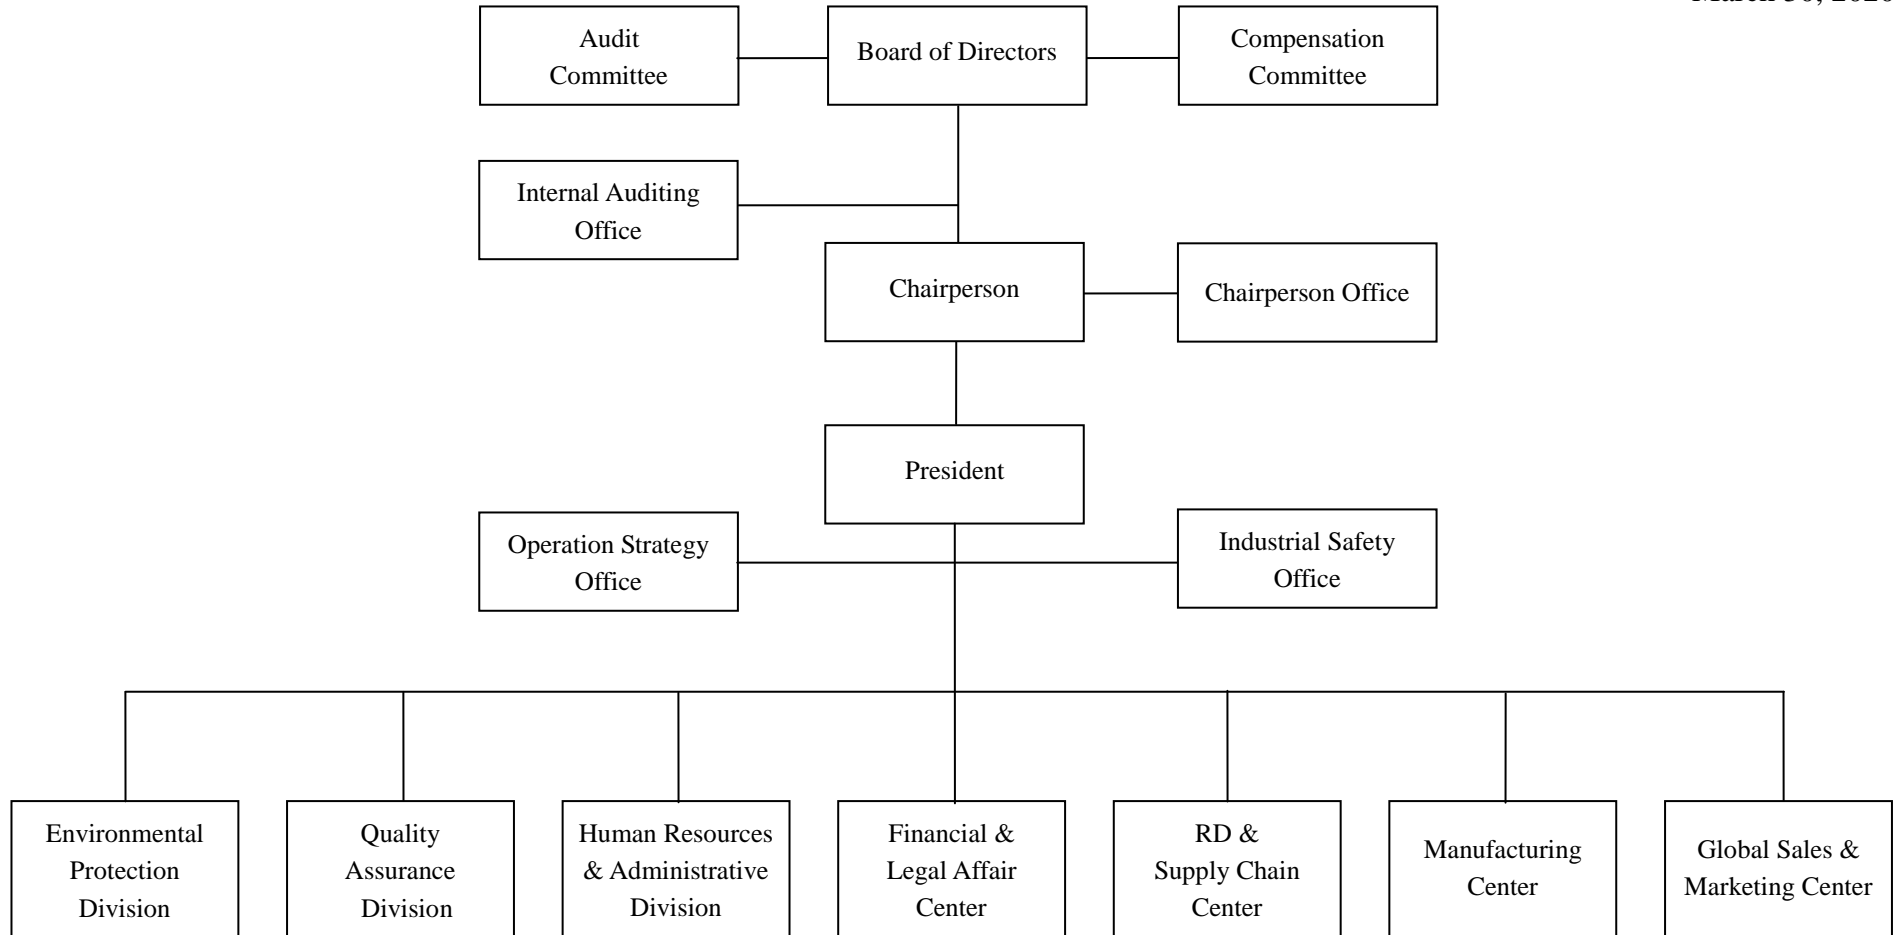 Audit
Committee
Board of Directors
Compensation
Committee
Internal Auditing
Office
Chairperson
Chairperson Office
President
Operation Strategy
Office
Industrial Safety
Office
Environmental
Protection
Division
Quality
Assurance
Division
Human Resources
& Administrative
Division
Financial &
Legal Affair
Center
RD &
Supply Chain
Center
Manufacturing
Center
Global Sales &
Marketing Center